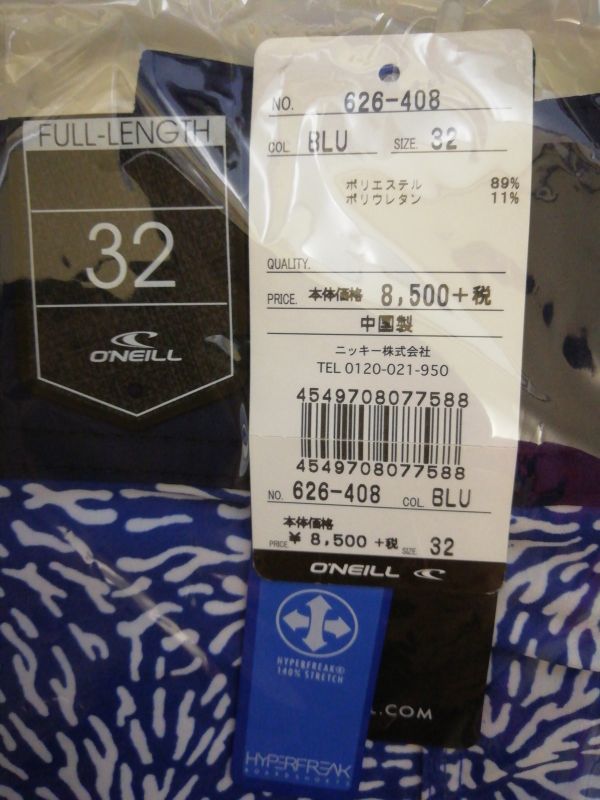 FULL-LENGTH
32
O'NEILL
NO. 626-408
COL. BLU SIZE. 32
ポリエステル 89%
ポリウレタン 11%
QUALITY.
PRICE. 本体価格 8,500+税
中国製
ニッキー株式会社
TEL 0120-021-950
4549708077588
4549708077588
NO. 626-408 COL. BLU
本体価格
PRICE ¥ 8,500 +税 SIZE. 32
O'NEILL
HYPERFREAK®
140% STRETCH
.COM
HYPERFREAK
BOARDSHORTS